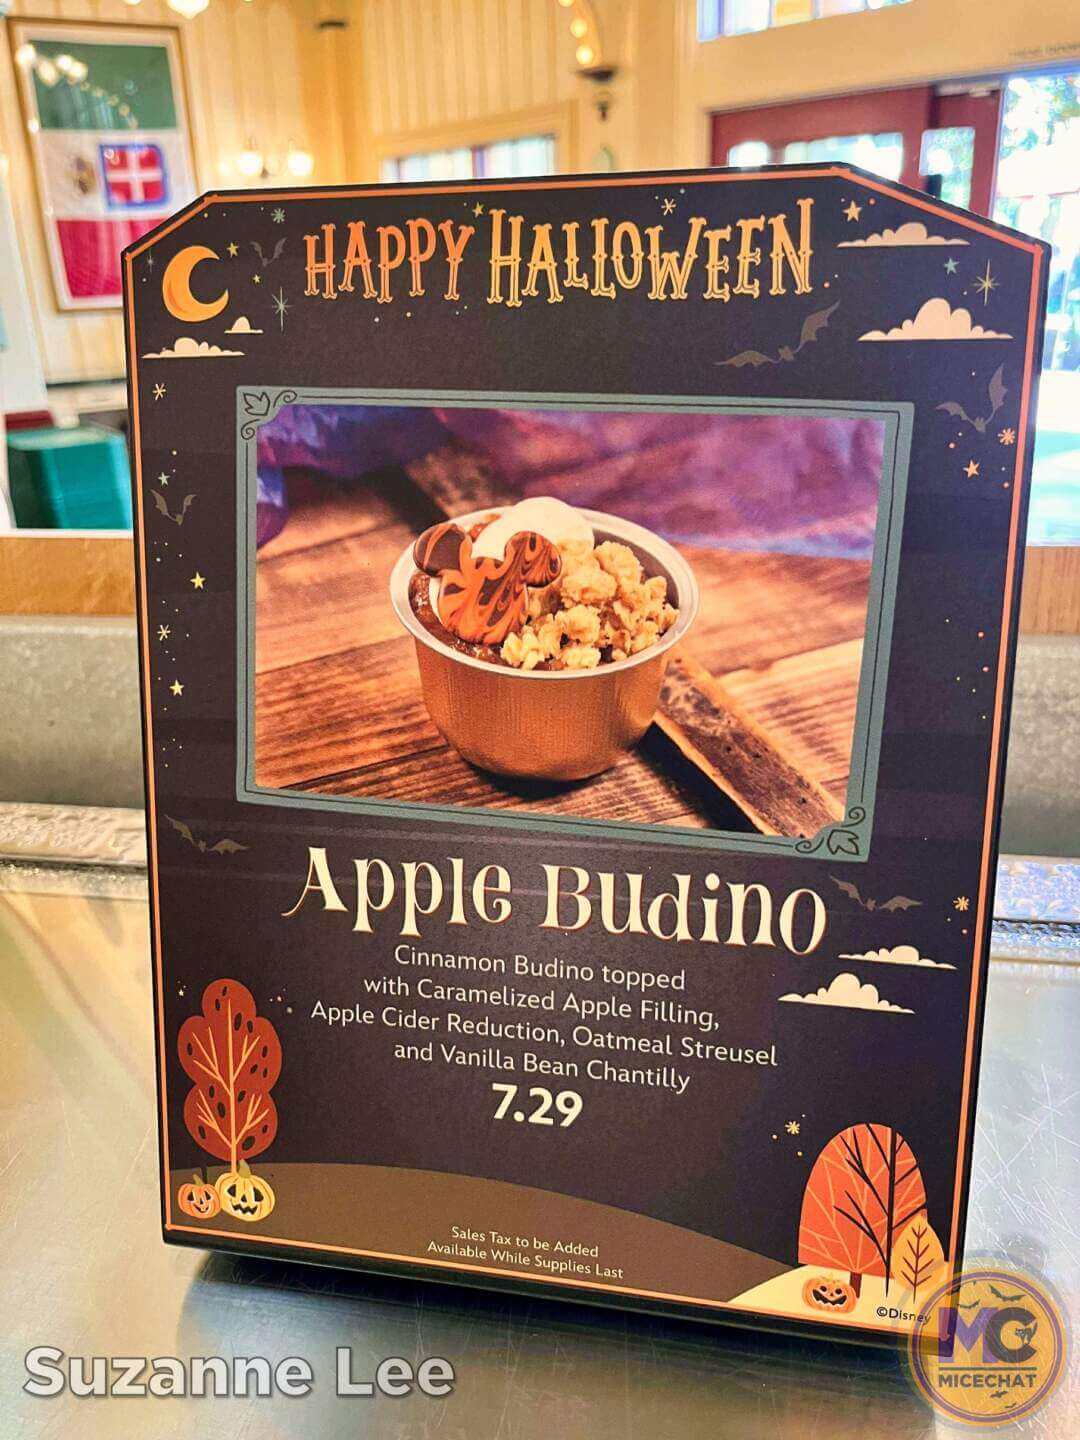 HAPPY HALLOWEEN
Apple Budino
Cinnamon Budino topped
with Caramelized Apple Filling,
Apple Cider Reduction, Oatmeal Streusel
and Vanilla Bean Chantilly
7.29
Sales Tax to be Added
Available While Supplies Last
©Disney
Suzanne Lee
MC
MICECHAT